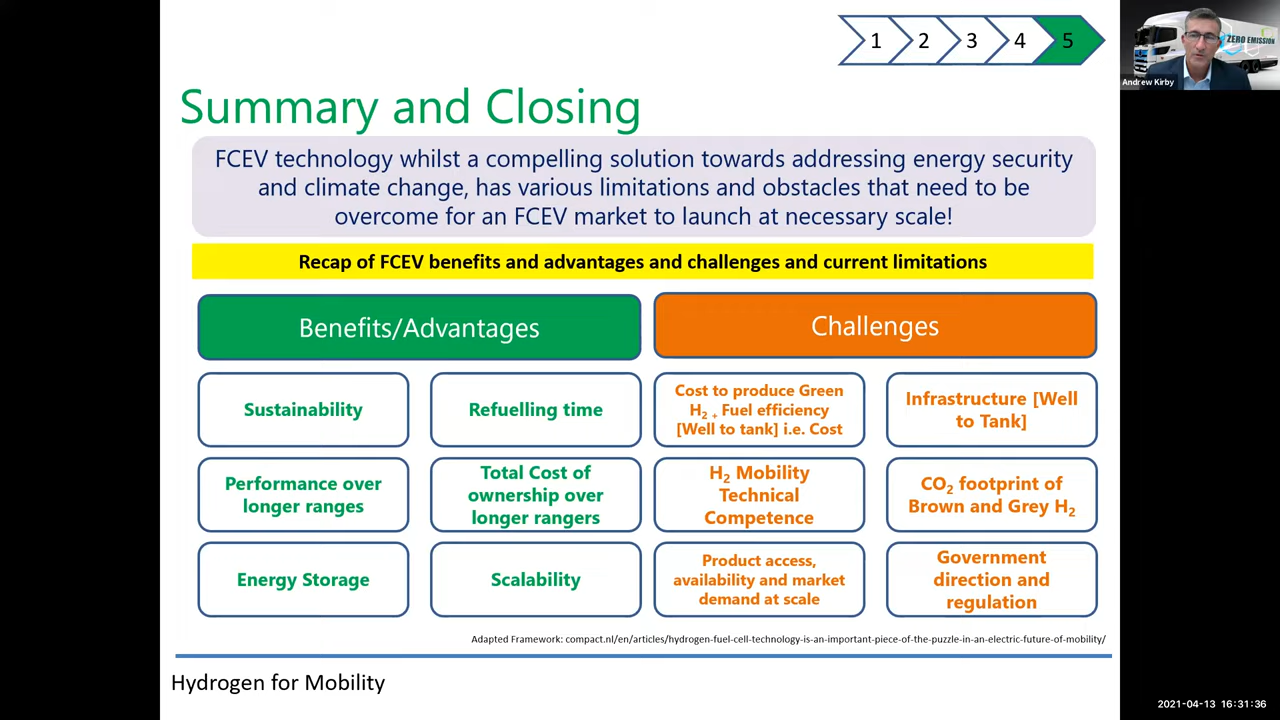 1 2 3 4 5
ZERO EMISSION
Andrew Kirby
Summary and Closing
FCEV technology whilst a compelling solution towards addressing energy security
and climate change, has various limitations and obstacles that need to be
overcome for an FCEV market to launch at necessary scale!
Recap of FCEV benefits and advantages and challenges and current limitations
Benefits/Advantages
Challenges
Sustainability
Refuelling time
Cost to produce Green
H₂ + Fuel efficiency
[Well to tank] i.e. Cost
Infrastructure [Well
to Tank]
Performance over
longer ranges
Total Cost of
ownership over
longer rangers
H₂ Mobility
Technical
Competence
CO₂ footprint of
Brown and Grey H₂
Energy Storage
Scalability
Product access,
availability and market
demand at scale
Government
direction and
regulation
Adapted Framework: compact.nl/en/articles/hydrogen-fuel-cell-technology-is-an-important-piece-of-the-puzzle-in-an-electric-future-of-mobility/
Hydrogen for Mobility
2021-04-13 16:31:36